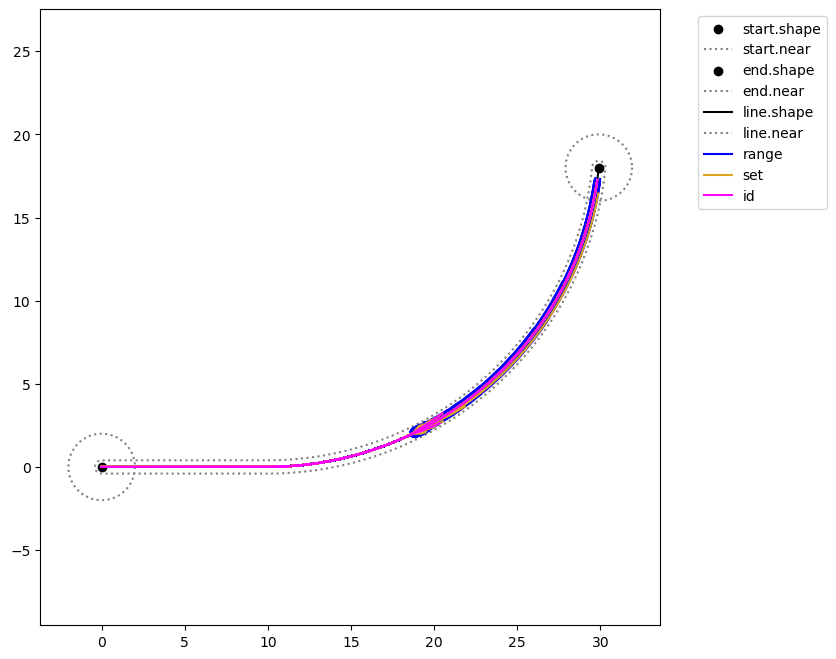 25
20
15
10
5
0
−5
0 5 10 15 20 25 30
start.shape
start.near
end.shape
end.near
line.shape
line.near
range
set
id